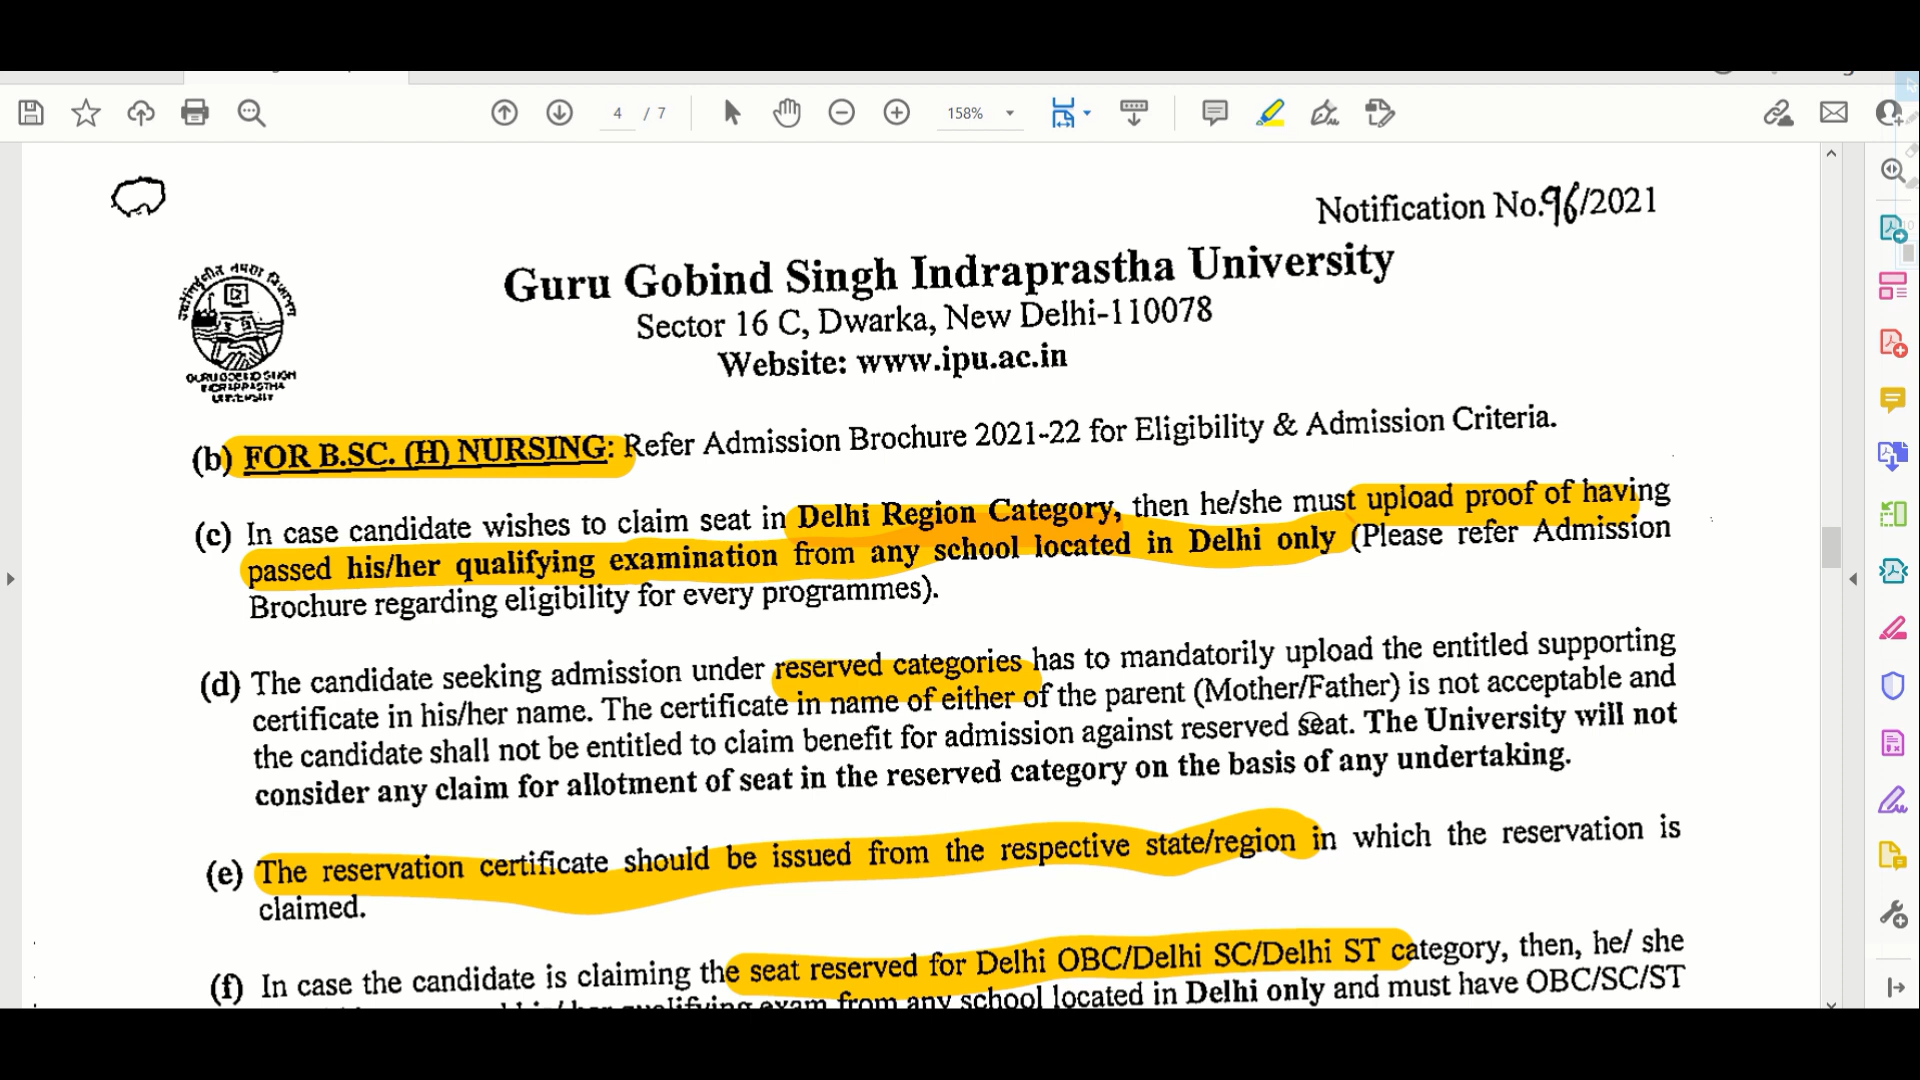 4 / 7
158%
Notification No.96/2021
Guru Gobind Singh Indraprastha University
Sector 16 C, Dwarka, New Delhi-110078
Website: www.ipu.ac.in
(b) FOR B.SC. (H) NURSING: Refer Admission Brochure 2021-22 for Eligibility & Admission Criteria.
(c) In case candidate wishes to claim seat in Delhi Region Category, then he/she must upload proof of having
passed his/her qualifying examination from any school located in Delhi only (Please refer Admission
Brochure regarding eligibility for every programmes).
(d) The candidate seeking admission under reserved categories has to mandatorily upload the entitled supporting
certificate in his/her name. The certificate in name of either of the parent (Mother/Father) is not acceptable and
the candidate shall not be entitled to claim benefit for admission against reserved seat. The University will not
consider any claim for allotment of seat in the reserved category on the basis of any undertaking.
(e) The reservation certificate should be issued from the respective state/region in which the reservation is
claimed.
(f) In case the candidate is claiming the seat reserved for Delhi OBC/Delhi SC/Delhi ST category, then, he/ she
qualifying exam from any school located in Delhi only and must have OBC/SC/ST